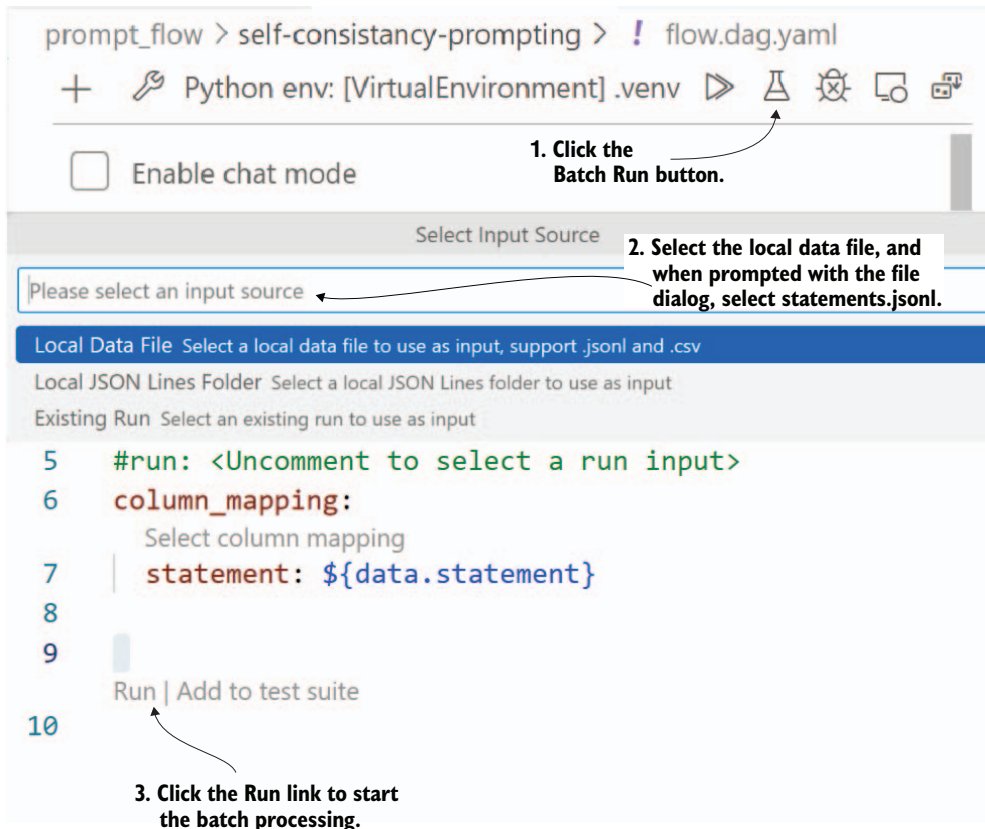 prompt_flow > self-consistancy-prompting > ! flow.dag.yaml
Python env: [VirtualEnvironment] .venv
1. Click the
Batch Run button.
Enable chat mode
Select Input Source
2. Select the local data file, and
when prompted with the file
dialog, select statements.jsonl.
Please select an input source
Local Data File Select a local data file to use as input, support .jsonl and .csv
Local JSON Lines Folder Select a local JSON Lines folder to use as input
Existing Run Select an existing run to use as input
5 #run: <Uncomment to select a run input>
6 column_mapping:
Select column mapping
7 statement: ${data.statement}
8
9
Run | Add to test suite
10
3. Click the Run link to start
the batch processing.